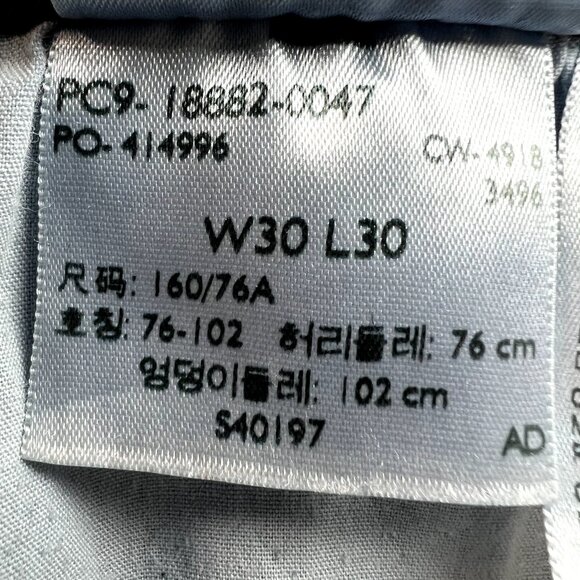 PC9-18882-0047
PO-414996
CW-4918
3496
W30 L30
尺码: 160/76A
호칭: 76-102 허리둘레: 76 cm
엉덩이둘레: 102 cm
S40197
AD